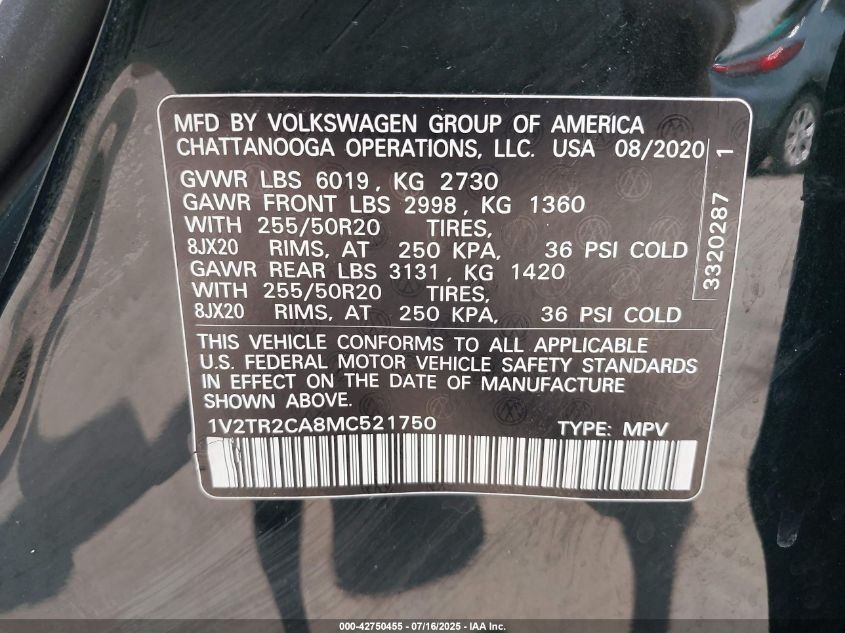 MFD BY VOLKSWAGEN GROUP OF AMERICA
CHATTANOOGA OPERATIONS, LLC. USA 08/2020
GVWR LBS 6019, KG 2730
GAWR FRONT LBS 2998, KG 1360
WITH 255/50R20 TIRES,
8JX20 RIMS, AT 250 KPA, 36 PSI COLD
GAWR REAR LBS 3131, KG 1420
WITH 255/50R20 TIRES,
8JX20 RIMS, AT 250 KPA, 36 PSI COLD
3320287 1
THIS VEHICLE CONFORMS TO ALL APPLICABLE
U.S. FEDERAL MOTOR VEHICLE SAFETY STANDARDS
IN EFFECT ON THE DATE OF MANUFACTURE
SHOWN ABOVE.
1V2TR2CA8MC521750 TYPE: MPV
000-42750455 - 07/16/2025 - IAA Inc.